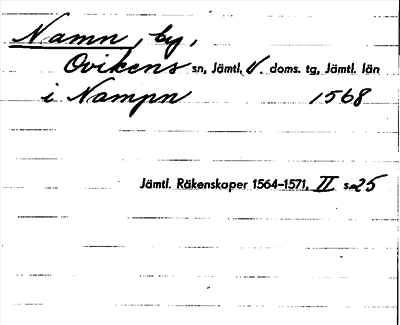 Namn, by,
Ovikens sn, Jämtl. V. doms. tg, Jämtl. län
i Nampn 1568
Jämtl. Räkenskaper 1564–1571, II s. 25